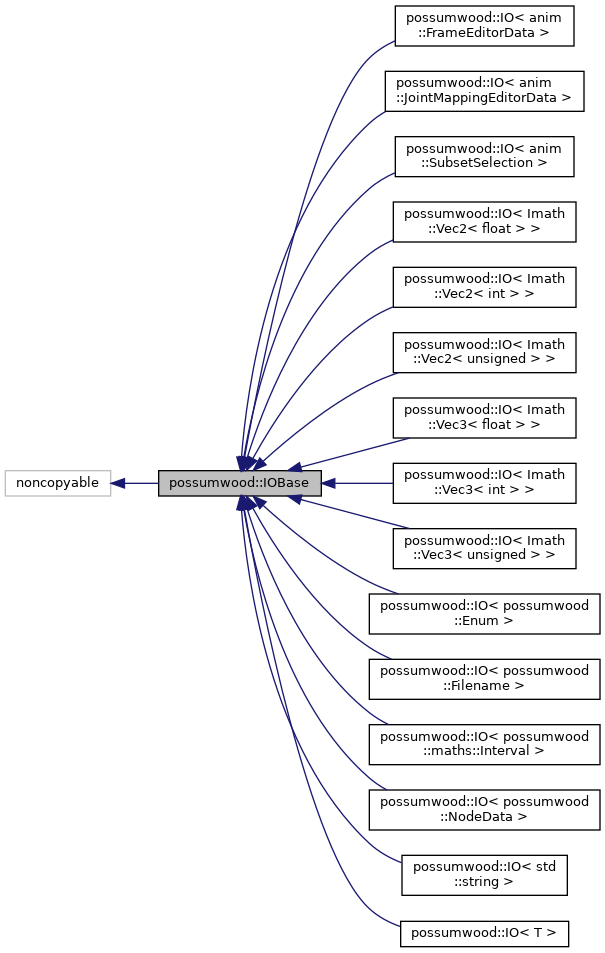 possumwood::IO< anim
::FrameEditorData >
possumwood::IO< anim
::JointMappingEditorData >
possumwood::IO< anim
::SubsetSelection >
possumwood::IO< Imath
::Vec2< float > >
possumwood::IO< Imath
::Vec2< int > >
possumwood::IO< Imath
::Vec2< unsigned > >
possumwood::IO< Imath
::Vec3< float > >
noncopyable
possumwood::IOBase
possumwood::IO< Imath
::Vec3< int > >
possumwood::IO< Imath
::Vec3< unsigned > >
possumwood::IO< possumwood
::Enum >
possumwood::IO< possumwood
::Filename >
possumwood::IO< possumwood
::maths::Interval >
possumwood::IO< possumwood
::NodeData >
possumwood::IO< std
::string >
possumwood::IO< T >